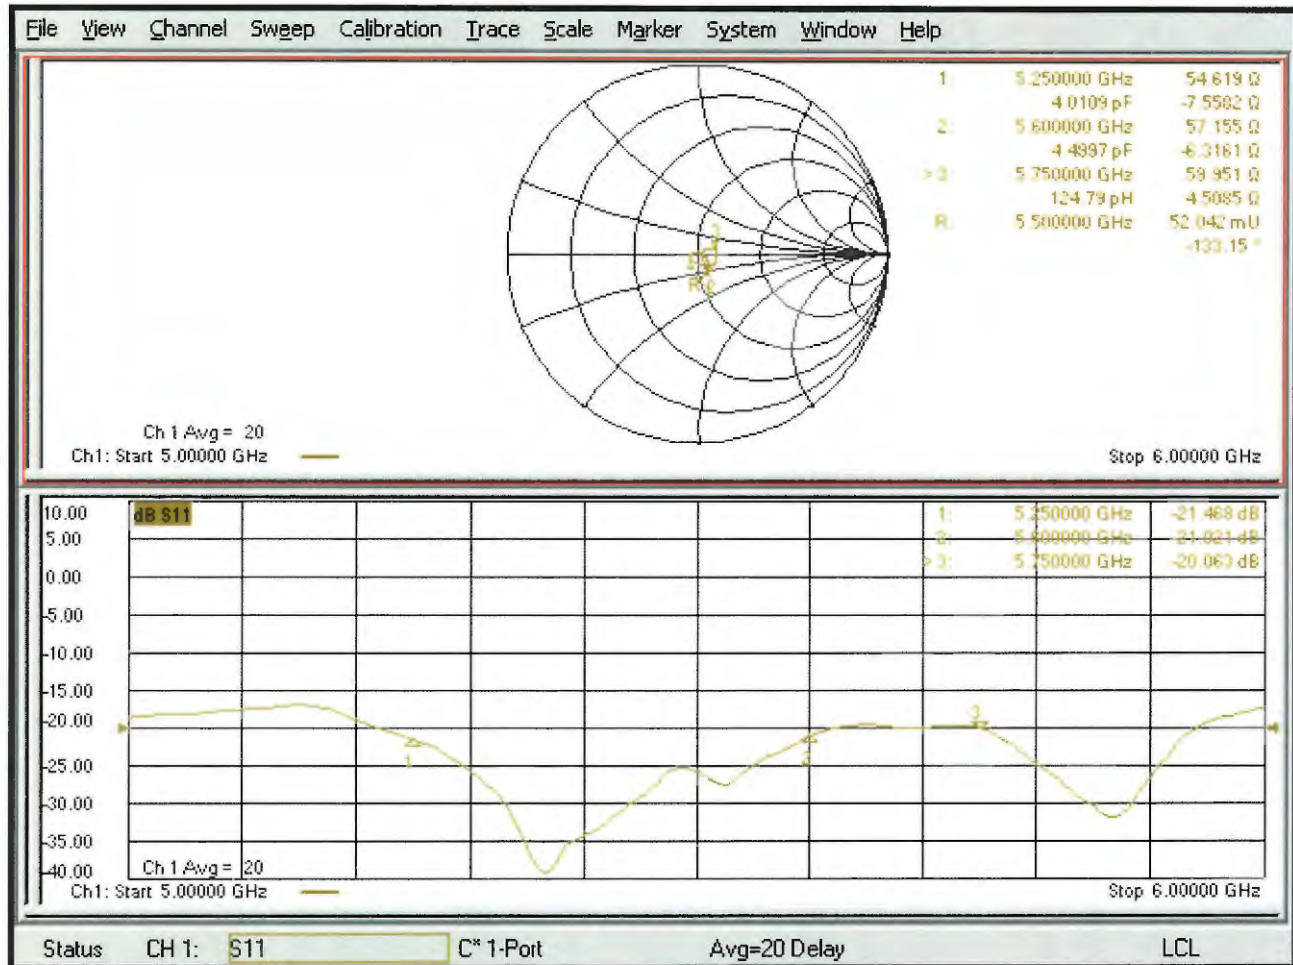 File View Channel Sweep Calibration Trace Scale Marker System Window Help
1: 5.250000 GHz 54.619 Ω
4.0109 pF -7.5582 Ω
2: 5.600000 GHz 57.155 Ω
4.4997 pF -6.3161 Ω
> 3: 5.750000 GHz 59.951 Ω
124.79 pH 4.5085 Ω
R: 5.500000 GHz 52.042 mU
-133.15 °
3
R 2
Ch 1 Avg = 20
Ch1: Start 5.00000 GHz
Stop 6.00000 GHz
10.00
dB S11
1: 5.250000 GHz -21.468 dB
5.00
2: 5.600000 GHz -21.021 dB
> 3: 5.750000 GHz -20.063 dB
0.00
-5.00
-10.00
-15.00
-20.00
3
1
2
-25.00
-30.00
-35.00
-40.00
Ch 1 Avg = 20
Ch1: Start 5.00000 GHz
Stop 6.00000 GHz
Status CH 1: S11 C* 1-Port Avg=20 Delay LCL